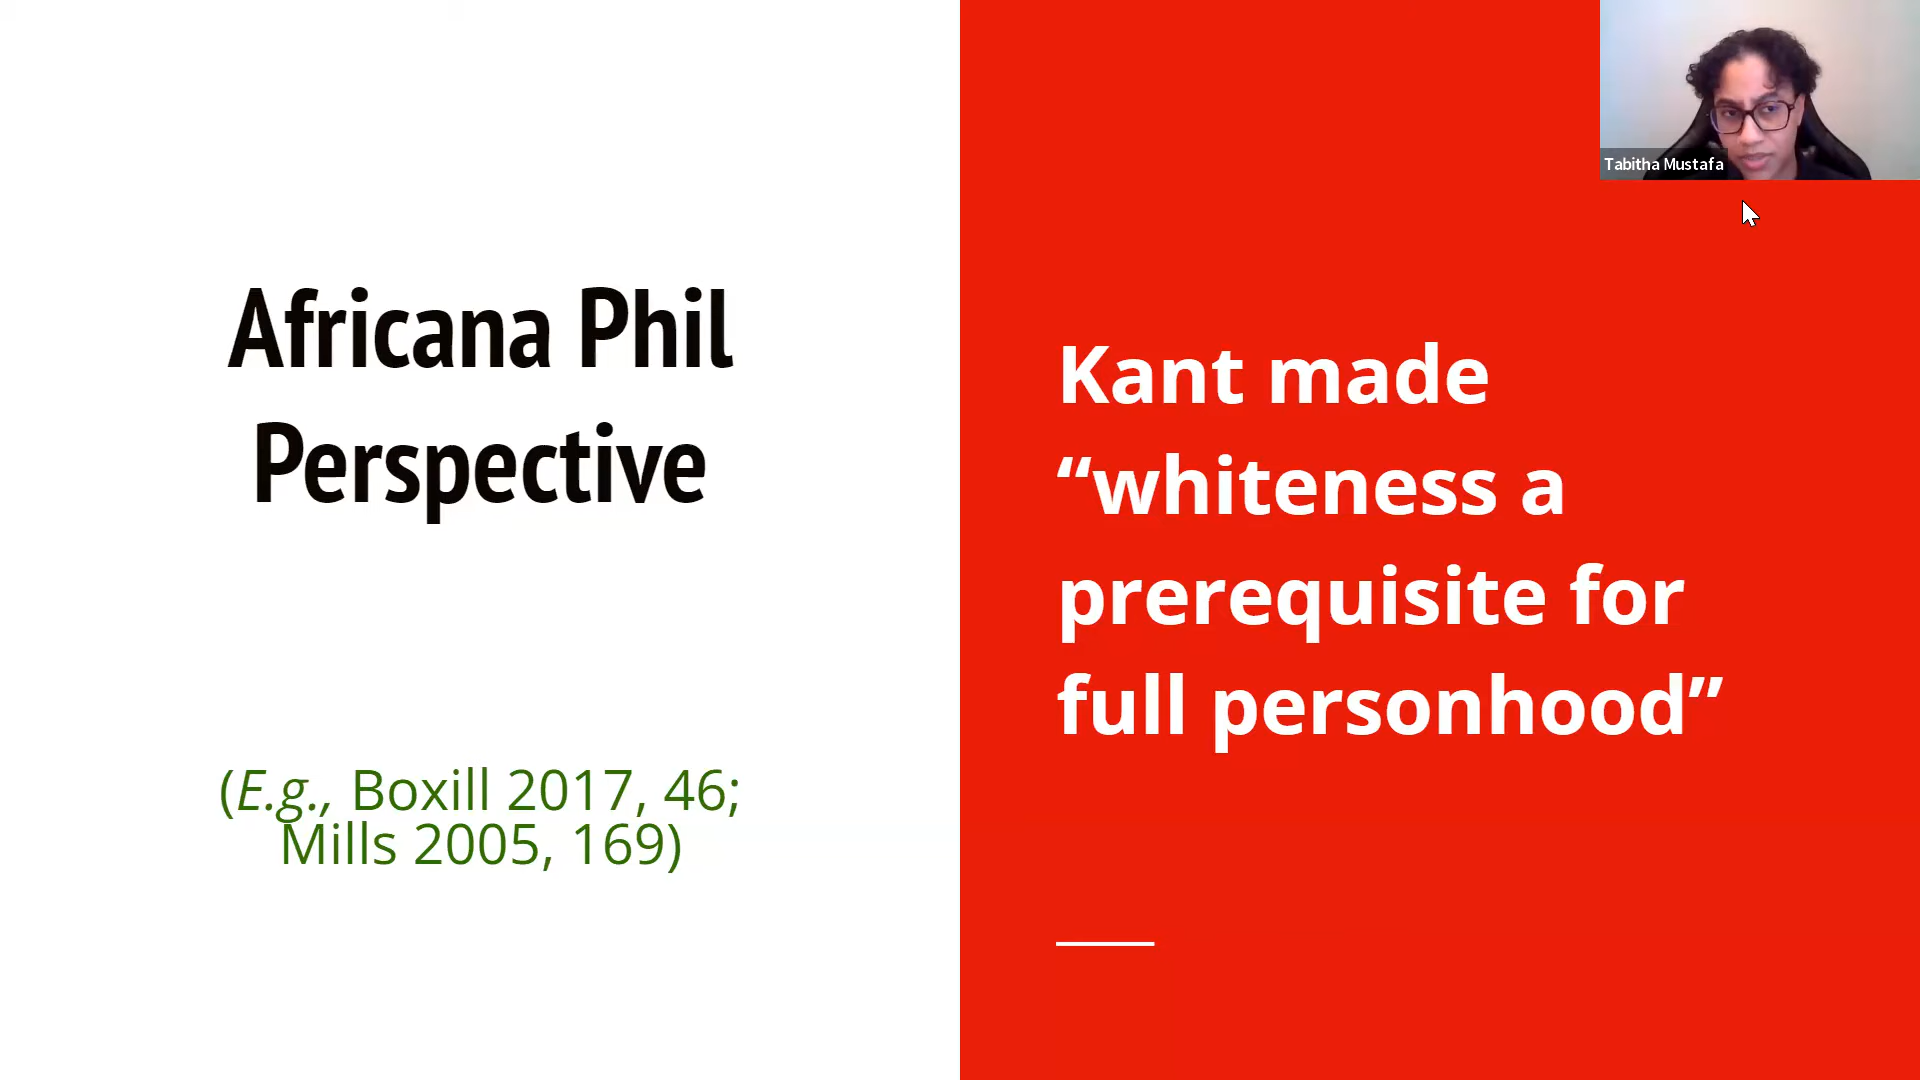 Africana Phil
Perspective
(E.g., Boxill 2017, 46;
Mills 2005, 169)
Kant made
“whiteness a
prerequisite for
full personhood”
Tabitha Mustafa